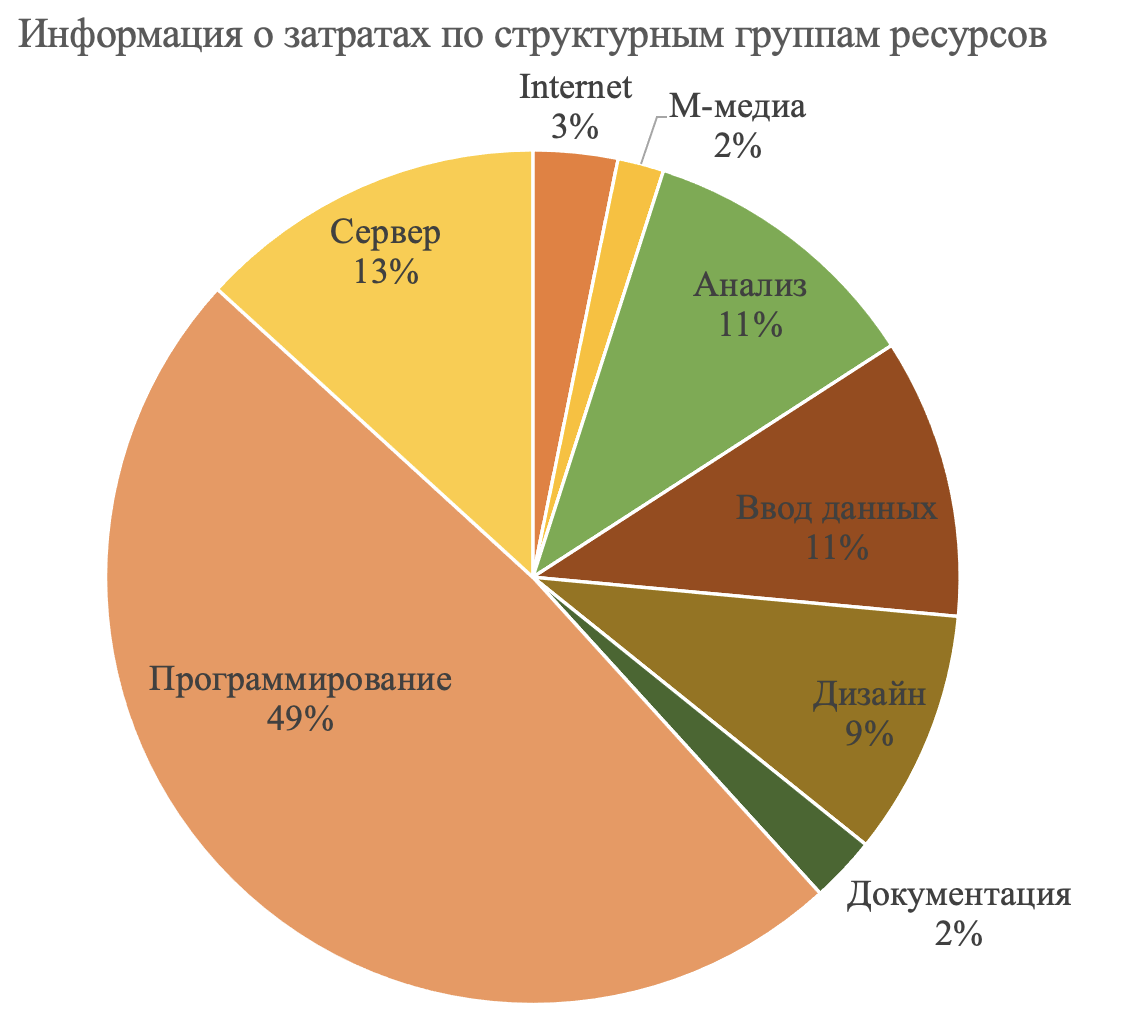 Информация о затратах по структурным группам ресурсов
Internet
3%
М-медиа
2%
Анализ
11%
Ввод данных
11%
Дизайн
9%
Документация
2%
Программирование
49%
Сервер
13%